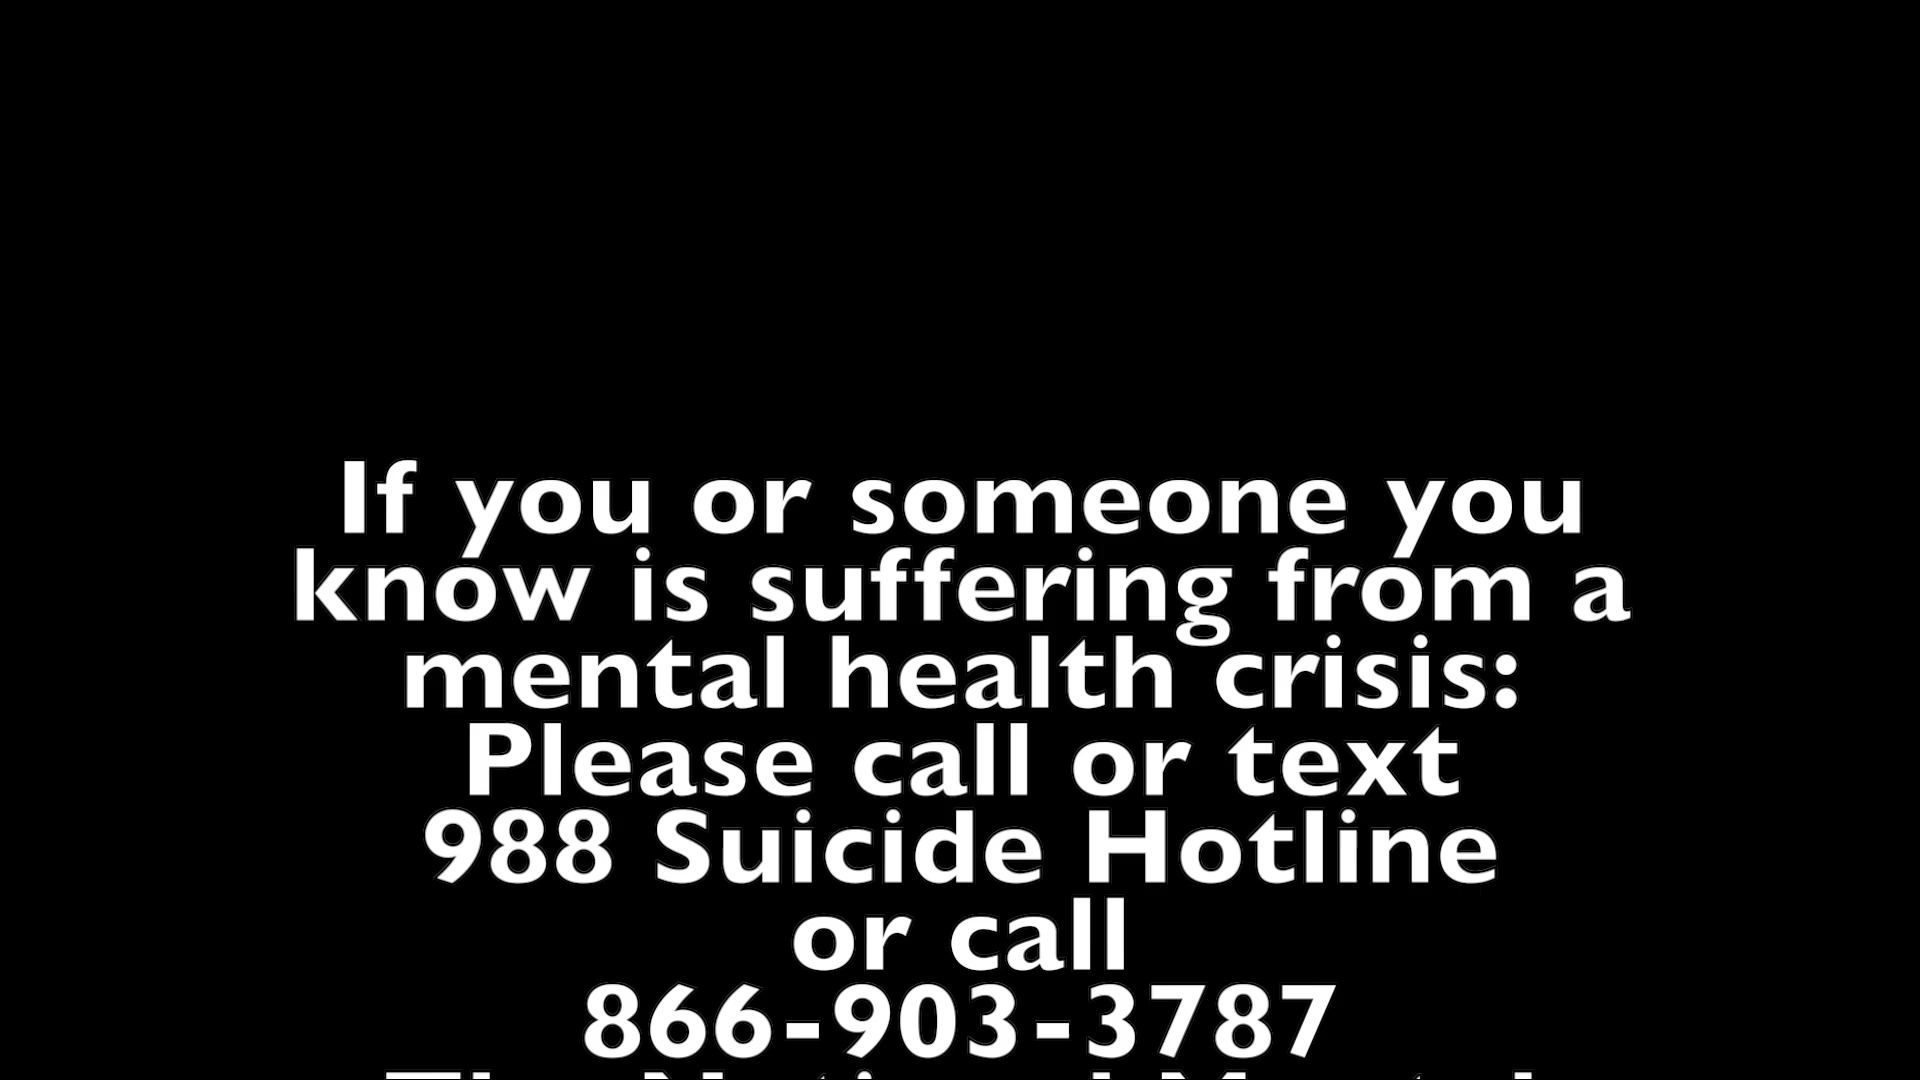 If you or someone you
know is suffering from a
mental health crisis:
Please call or text
988 Suicide Hotline
or call
866-903-3787